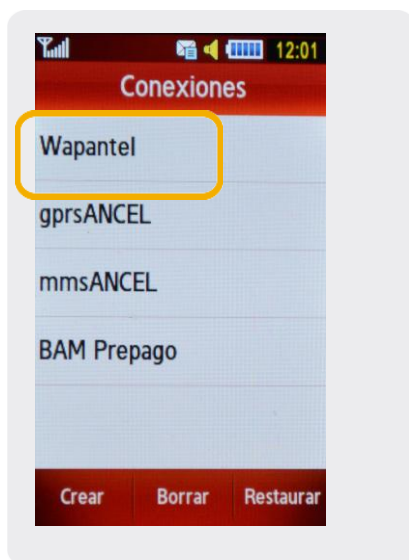 12:01
Conexiones
Wapantel
gprsANCEL
mmsANCEL
BAM Prepago
Crear Borrar Restaurar